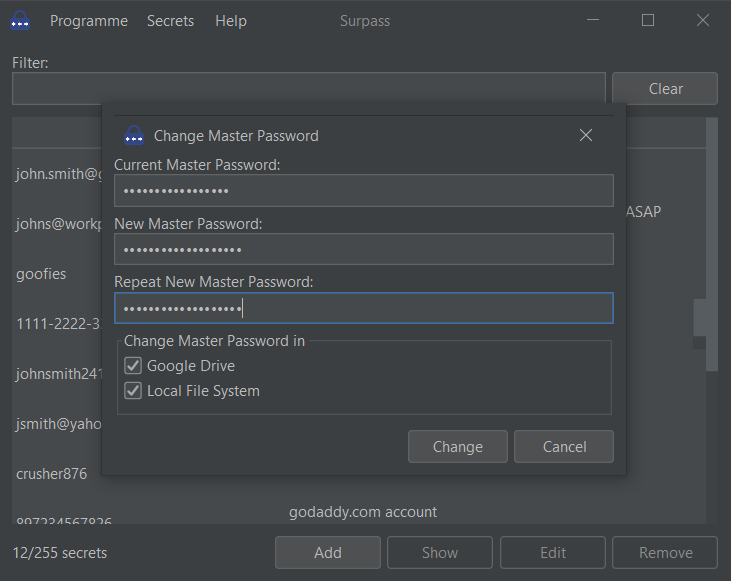 Programme Secrets Help Surpass
Filter:
Clear
Change Master Password
Current Master Password:
••••••••••••••••
New Master Password:
••••••••••••••••••
Repeat New Master Password:
••••••••••••••••••
Change Master Password in
Google Drive
Local File System
Change Cancel
john.smith@g
johns@workp
ASAP
goofies
1111-2222-3
johnsmith241
jsmith@yaho
crusher876
897234567826
godaddy.com account
12/255 secrets
Add Show Edit Remove